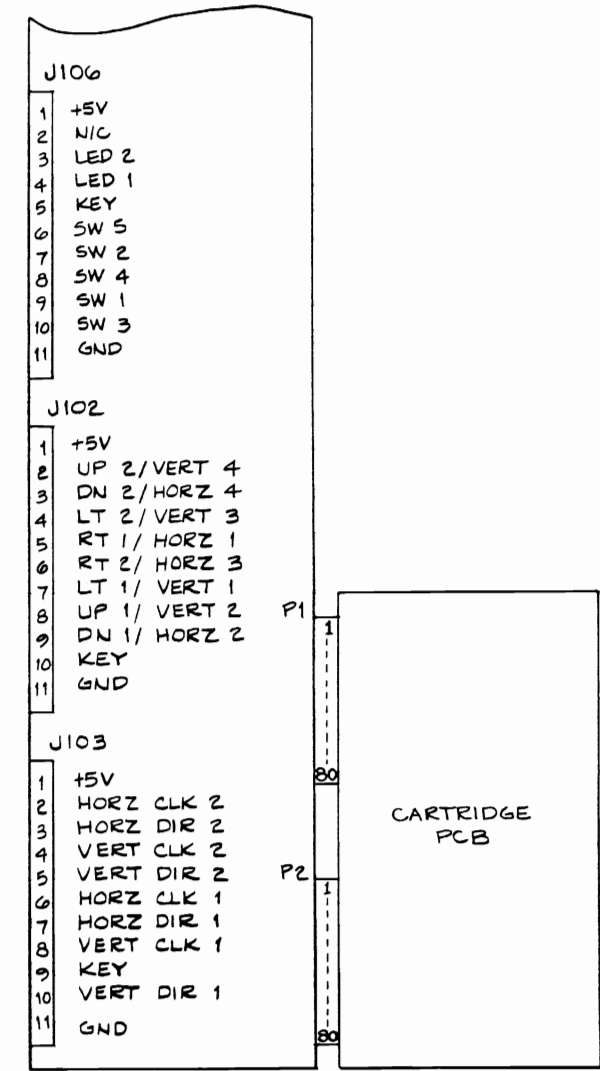 J106
1 +5V
2 N/C
3 LED 2
4 LED 1
5 KEY
6 SW 5
7 SW 2
8 SW 4
9 SW 1
10 SW 3
11 GND
J102
1 +5V
2 UP 2/VERT 4
3 DN 2/HORZ 4
4 LT 2/VERT 3
5 RT 1/ HORZ 1
6 RT 2/ HORZ 3
7 LT 1/ VERT 1
8 UP 1/ VERT 2
9 DN 1/ HORZ 2
10 KEY
11 GND
J103
1 +5V
2 HORZ CLK 2
3 HORZ DIR 2
4 VERT CLK 2
5 VERT DIR 2
6 HORZ CLK 1
7 HORZ DIR 1
8 VERT CLK 1
9 KEY
10 VERT DIR 1
11 GND
P1
1
80
P2
1
80
CARTRIDGE
PCB